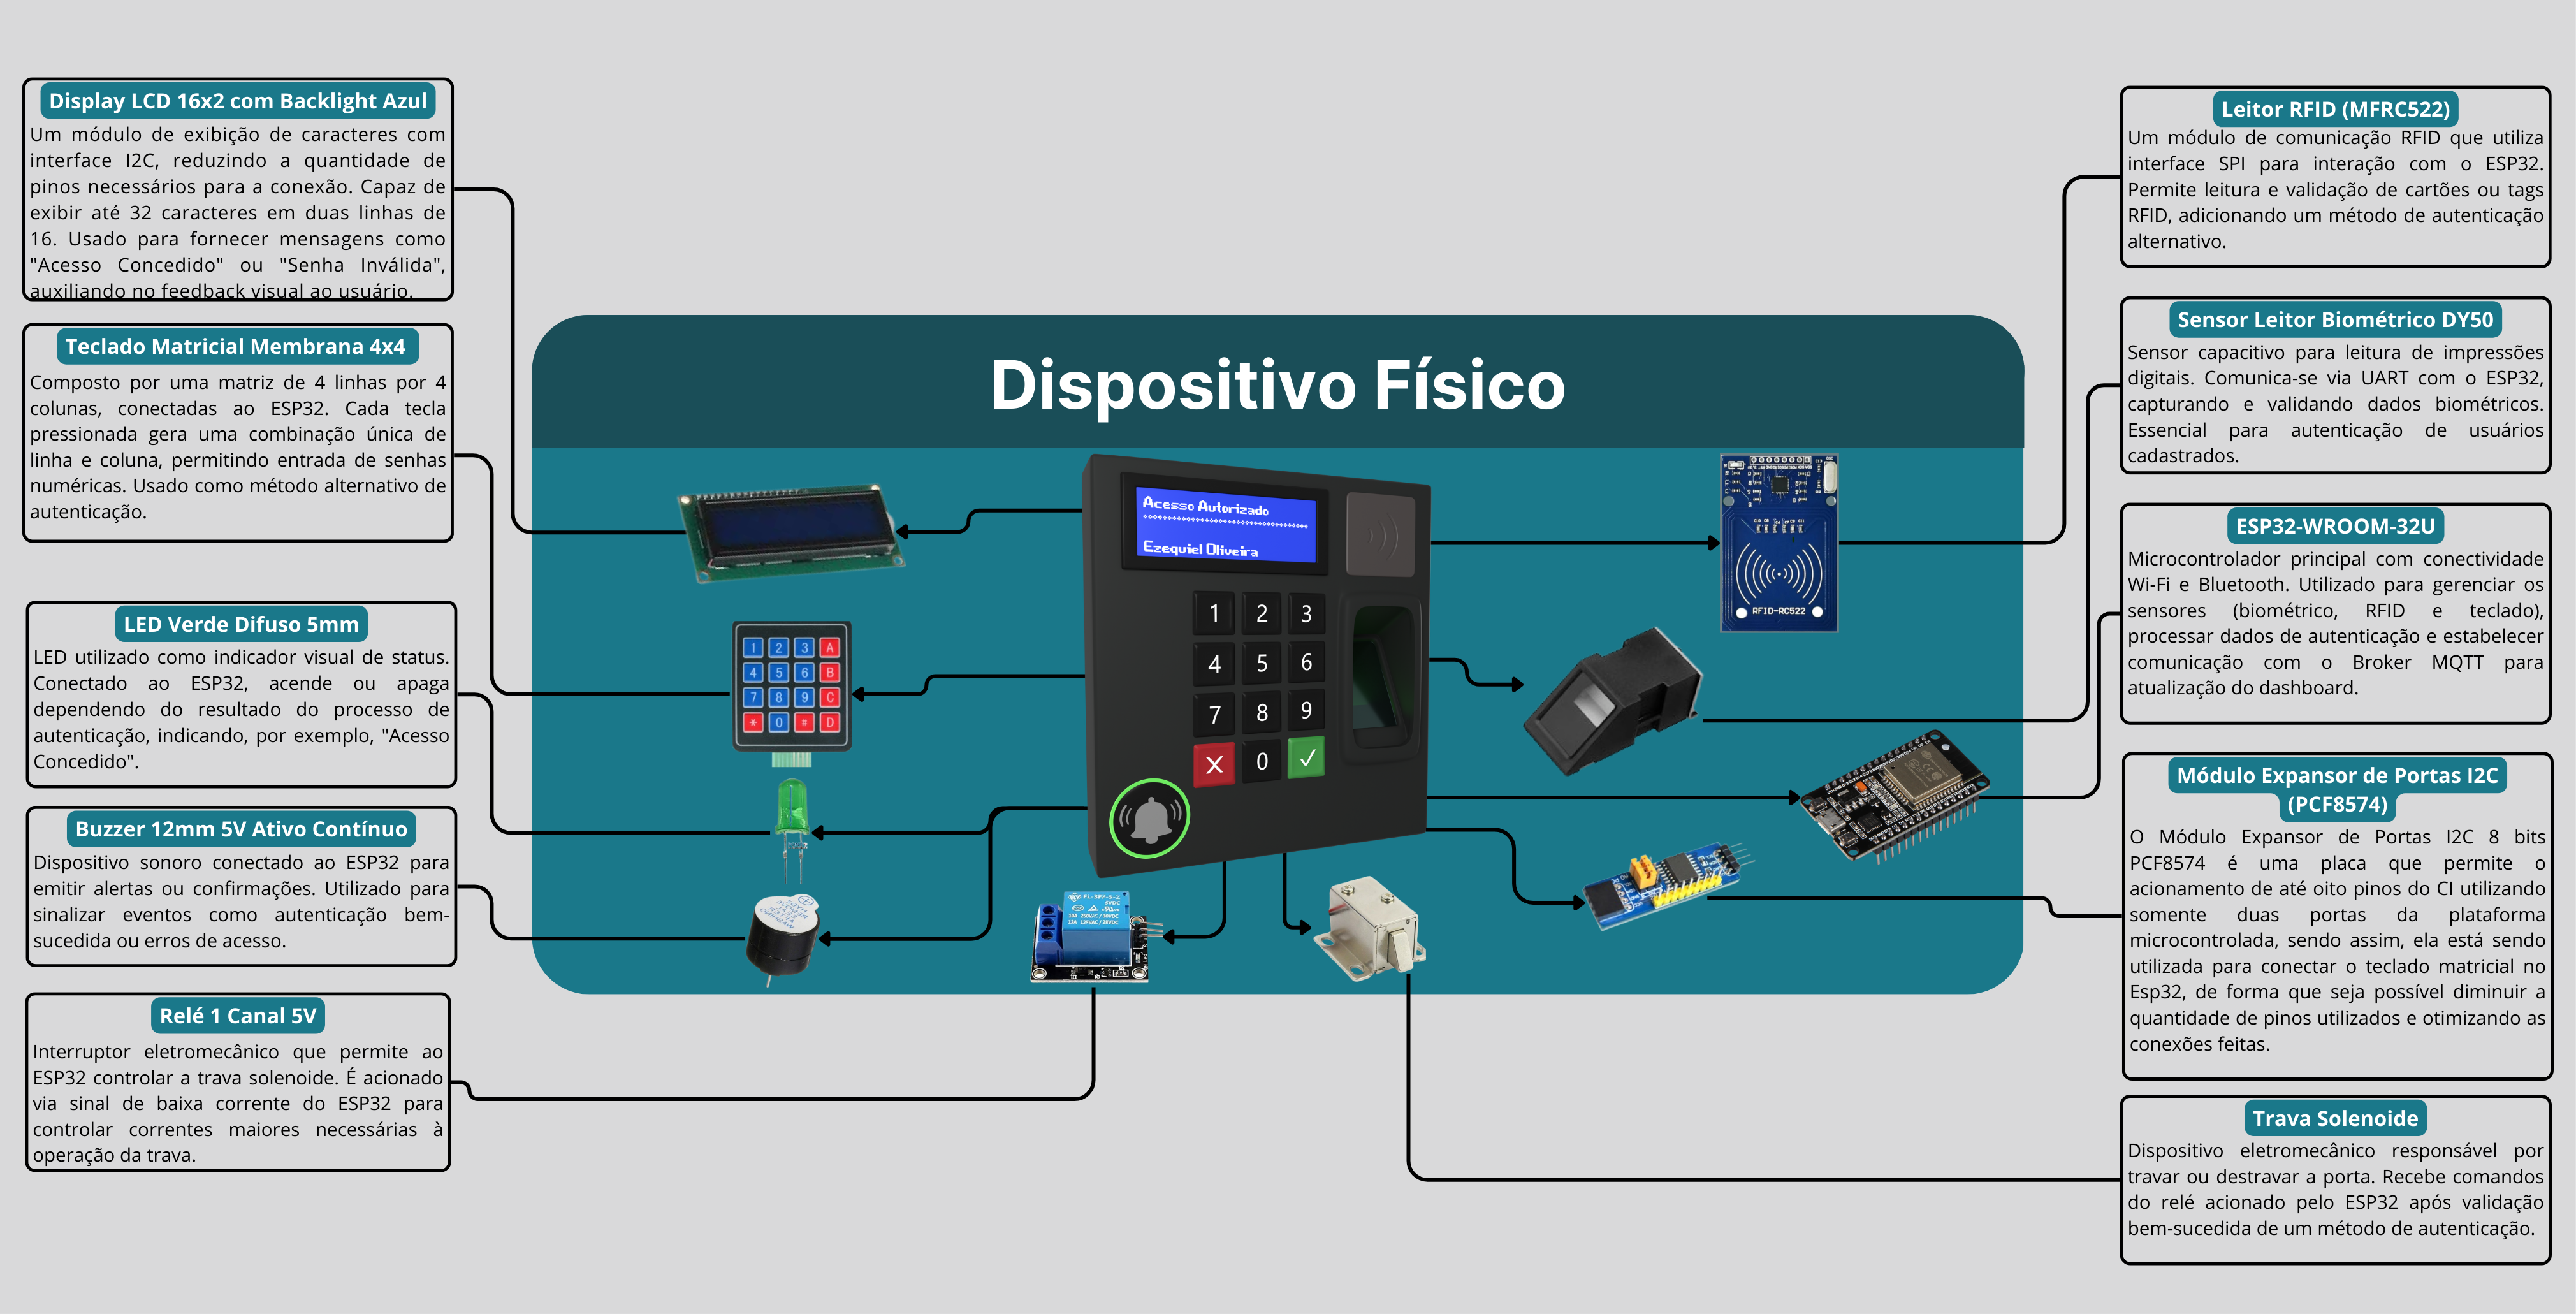 Display LCD 16x2 com Backlight Azul
Um módulo de exibição de caracteres com
interface I2C, reduzindo a quantidade de
pinos necessários para a conexão. Capaz de
exibir até 32 caracteres em duas linhas de
16. Usado para fornecer mensagens como
"Acesso Concedido" ou "Senha Inválida",
auxiliando no feedback visual ao usuário.
Teclado Matricial Membrana 4x4
Composto por uma matriz de 4 linhas por 4
colunas, conectadas ao ESP32. Cada tecla
pressionada gera uma combinação única de
linha e coluna, permitindo entrada de senhas
numéricas. Usado como método alternativo de
autenticação.
LED Verde Difuso 5mm
LED utilizado como indicador visual de status.
Conectado ao ESP32, acende ou apaga
dependendo do resultado do processo de
autenticação, indicando, por exemplo, "Acesso
Concedido".
Buzzer 12mm 5V Ativo Contínuo
Dispositivo sonoro conectado ao ESP32 para
emitir alertas ou confirmações. Utilizado para
sinalizar eventos como autenticação bem-
sucedida ou erros de acesso.
Relé 1 Canal 5V
Interruptor eletromecânico que permite ao
ESP32 controlar a trava solenoide. É acionado
via sinal de baixa corrente do ESP32 para
controlar correntes maiores necessárias à
operação da trava.
Dispositivo Físico
Acesso Autorizado
Ezequiel Oliveira
1 2 3
4 5 6
7 8 9
X 0 ✓
1 2 3 A
4 5 6 B
7 8 9 C
* 0 # D
RFID-RC522
Leitor RFID (MFRC522)
Um módulo de comunicação RFID que utiliza
interface SPI para interação com o ESP32.
Permite leitura e validação de cartões ou tags
RFID, adicionando um método de autenticação
alternativo.
Sensor Leitor Biométrico DY50
Sensor capacitivo para leitura de impressões
digitais. Comunica-se via UART com o ESP32,
capturando e validando dados biométricos.
Essencial para autenticação de usuários
cadastrados.
ESP32-WROOM-32U
Microcontrolador principal com conectividade
Wi-Fi e Bluetooth. Utilizado para gerenciar os
sensores (biométrico, RFID e teclado),
processar dados de autenticação e estabelecer
comunicação com o Broker MQTT para
atualização do dashboard.
Módulo Expansor de Portas I2C
(PCF8574)
O Módulo Expansor de Portas I2C 8 bits
PCF8574 é uma placa que permite o
acionamento de até oito pinos do CI utilizando
somente duas portas da plataforma
microcontrolada, sendo assim, ela está sendo
utilizada para conectar o teclado matricial no
Esp32, de forma que seja possível diminuir a
quantidade de pinos utilizados e otimizando as
conexões feitas.
Trava Solenoide
Dispositivo eletromecânico responsável por
travar ou destravar a porta. Recebe comandos
do relé acionado pelo ESP32 após validação
bem-sucedida de um método de autenticação.